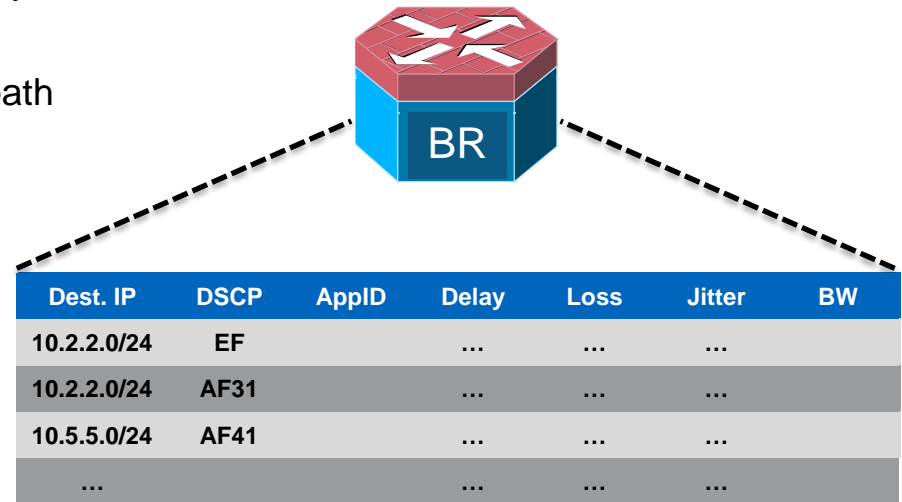 path
BR
Dest. IP DSCP AppID Delay Loss Jitter BW
10.2.2.0/24 EF … … …
10.2.2.0/24 AF31 … … …
10.5.5.0/24 AF41 … … …
… … … …